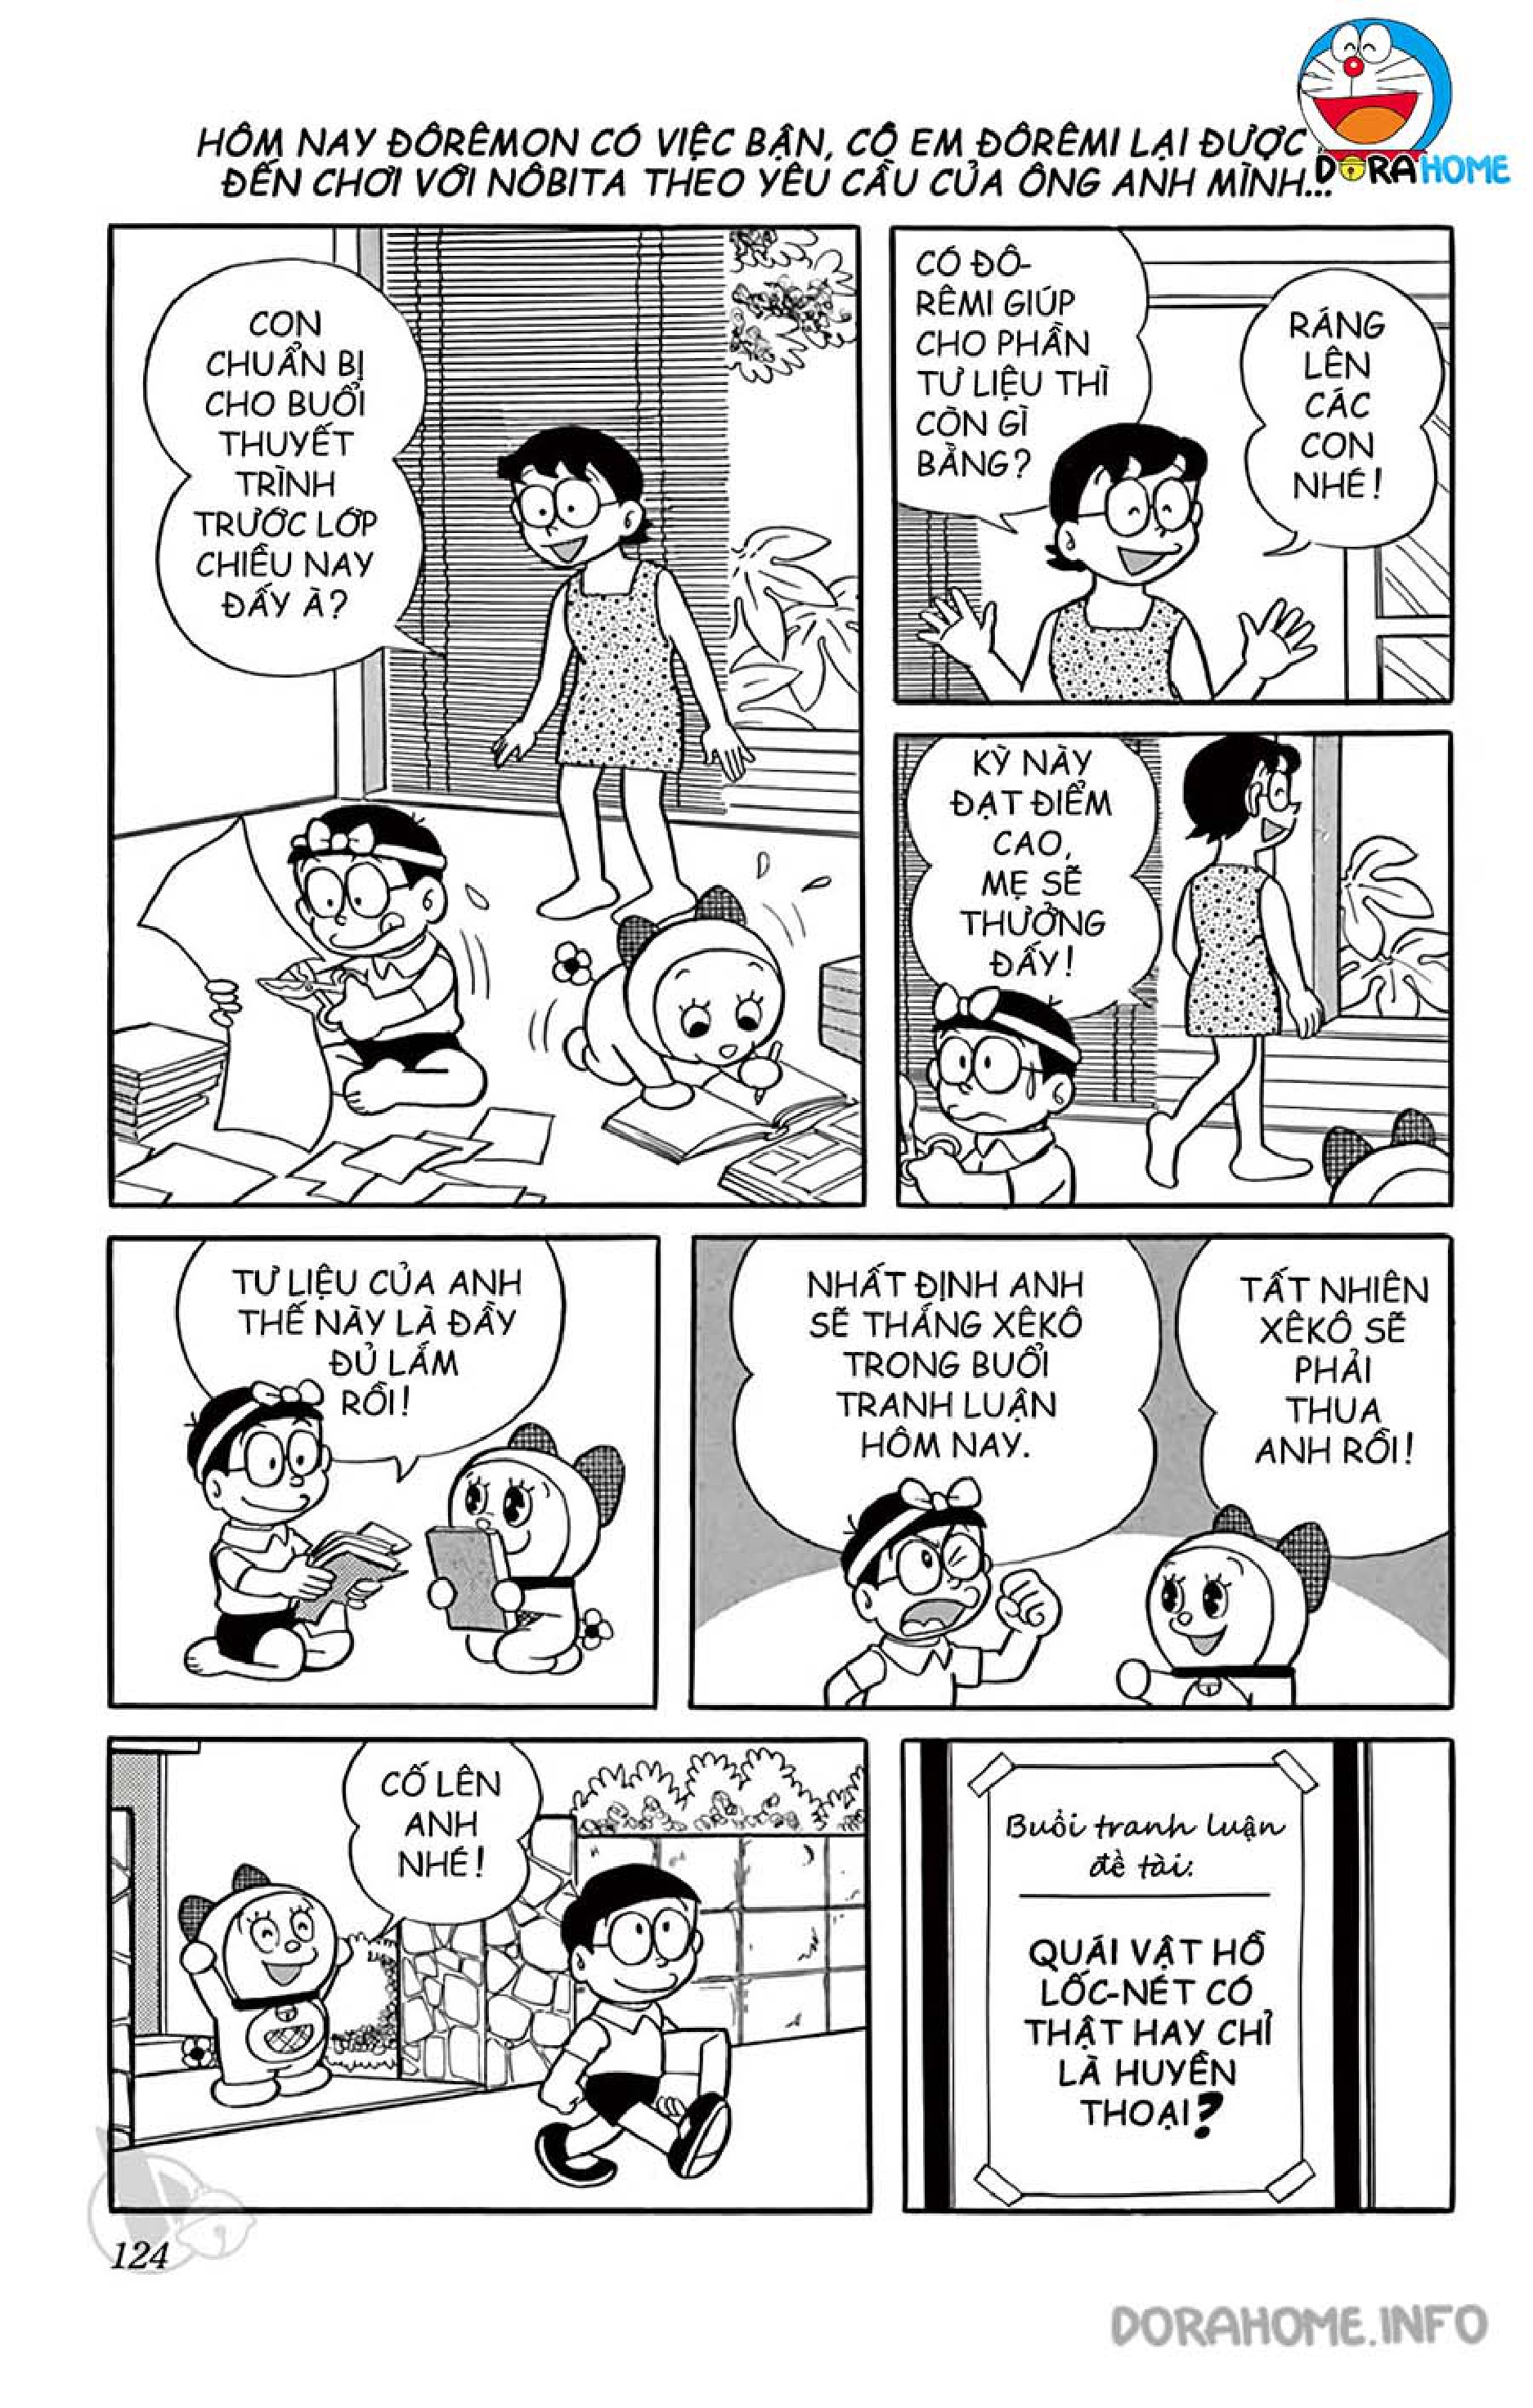 HÔM NAY ĐÔRÊMON CÓ VIỆC BẬN, CÔ EM ĐÔRÊMI LẠI ĐƯỢC
ĐẾN CHƠI VỚI NÔBITA THEO YÊU CẦU CỦA ÔNG ANH MÌNH...
DORAHOME
CON
CHUẨN BỊ
CHO BUỔI
THUYẾT
TRÌNH
TRƯỚC LỚP
CHIỀU NAY
ĐẤY À?
CÓ ĐÔ-
RÊMI GIÚP
CHO PHẦN
TƯ LIỆU THÌ
CÒN GÌ
BẰNG?
RÁNG
LÊN
CÁC
CON
NHÉ!
KỲ NÀY
ĐẠT ĐIỂM
CAO,
MẸ SẼ
THƯỞNG
ĐẤY!
TƯ LIỆU CỦA ANH
THẾ NÀY LÀ ĐẦY
ĐỦ LẮM
RỒI!
NHẤT ĐỊNH ANH
SẼ THẮNG XÊKÔ
TRONG BUỔI
TRANH LUẬN
HÔM NAY.
TẤT NHIÊN
XÊKÔ SẼ
PHẢI
THUA
ANH RỒI!
CỐ LÊN
ANH
NHÉ!
Buổi tranh luận
đề tài:
QUÁI VẬT HỒ
LỐC-NÉT CÓ
THẬT HAY CHỈ
LÀ HUYỀN
THOẠI?
124
DORAHOME.INFO